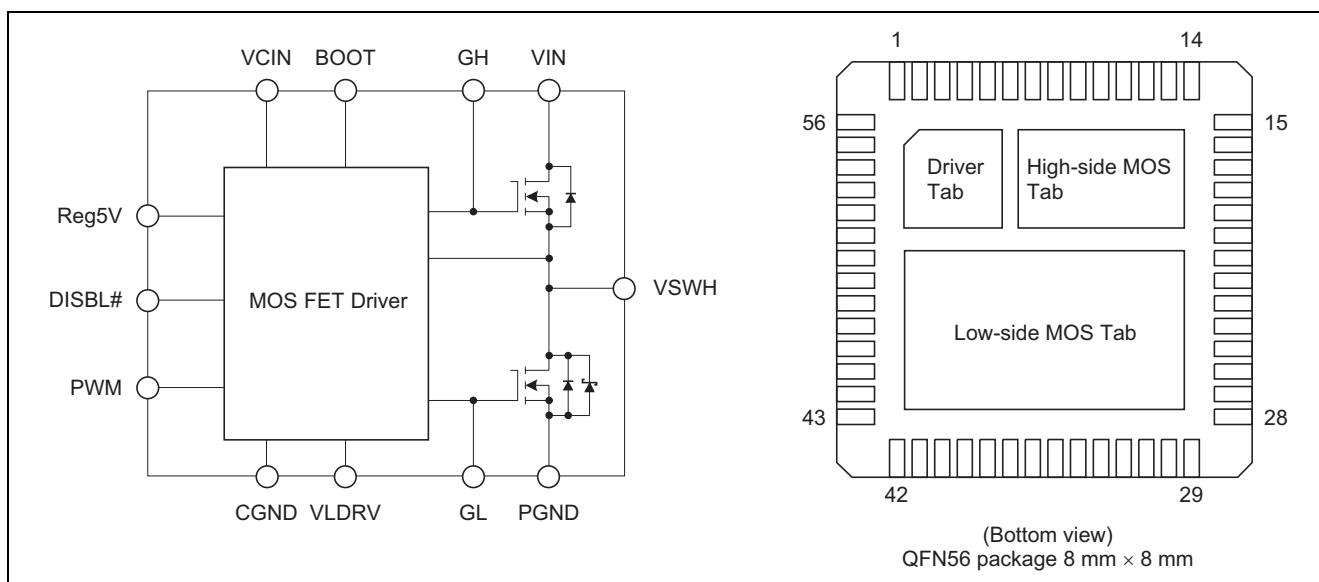 VCIN BOOT GH VIN
Reg5V
DISBL#
PWM
MOS FET Driver
VSWH
CGND VLDRV GL PGND
1 14
56 15
Driver
Tab
High-side MOS
Tab
Low-side MOS Tab
43 28
42 29
(Bottom view)
QFN56 package 8 mm × 8 mm